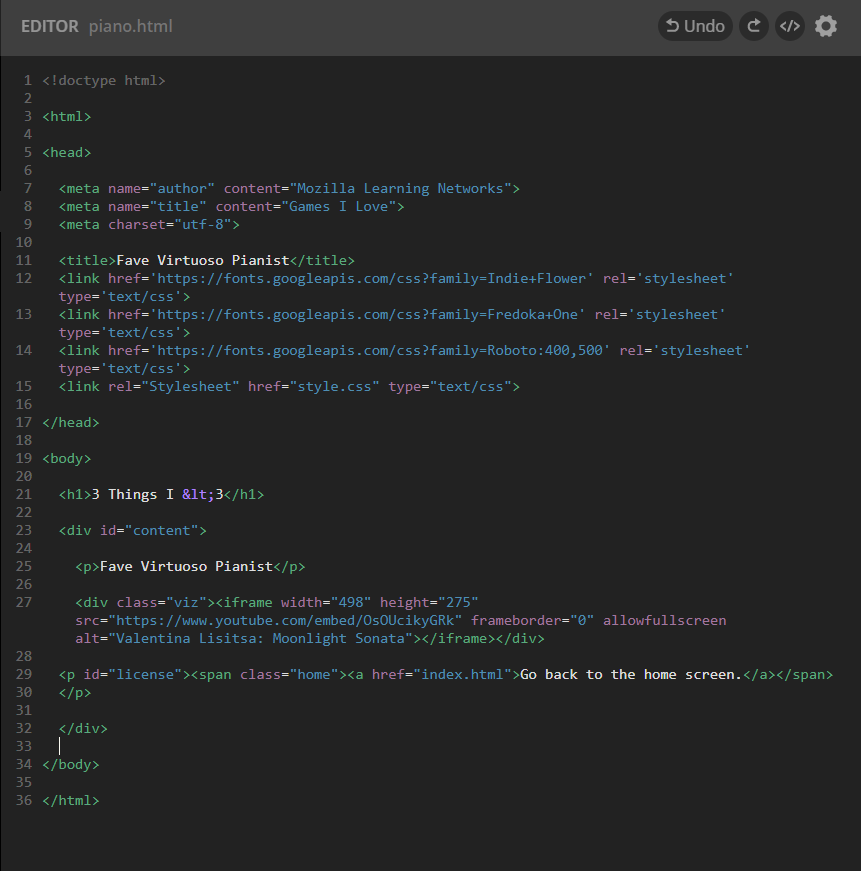 EDITOR piano.html Undo </>
1 <!doctype html>
2
3 <html>
4
5 <head>
6
7 <meta name="author" content="Mozilla Learning Networks">
8 <meta name="title" content="Games I Love">
9 <meta charset="utf-8">
10
11 <title>Fave Virtuoso Pianist</title>
12 <link href='https://fonts.googleapis.com/css?family=Indie+Flower' rel='stylesheet'
type='text/css'>
13 <link href='https://fonts.googleapis.com/css?family=Fredoka+One' rel='stylesheet'
type='text/css'>
14 <link href='https://fonts.googleapis.com/css?family=Roboto:400,500' rel='stylesheet'
type='text/css'>
15 <link rel="Stylesheet" href="style.css" type="text/css">
16
17 </head>
18
19 <body>
20
21 <h1>3 Things I &lt;3</h1>
22
23 <div id="content">
24
25 <p>Fave Virtuoso Pianist</p>
26
27 <div class="viz"><iframe width="498" height="275"
src="https://www.youtube.com/embed/OsOUcikyGRk" frameborder="0" allowfullscreen
alt="Valentina Lisitsa: Moonlight Sonata"></iframe></div>
28
29 <p id="license"><span class="home"><a href="index.html">Go back to the home screen.</a></span>
30 </p>
31
32 </div>
33
34 </body>
35
36 </html>